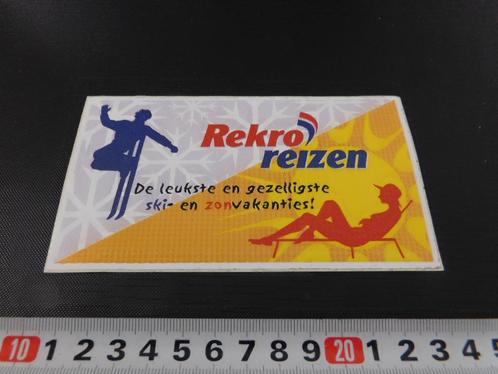 Rekro
reizen
De leukste en gezelligste
ski- en zonvakanties!
10 1 2 3 4 5 6 7 8 9 20 1 2 3 4 5